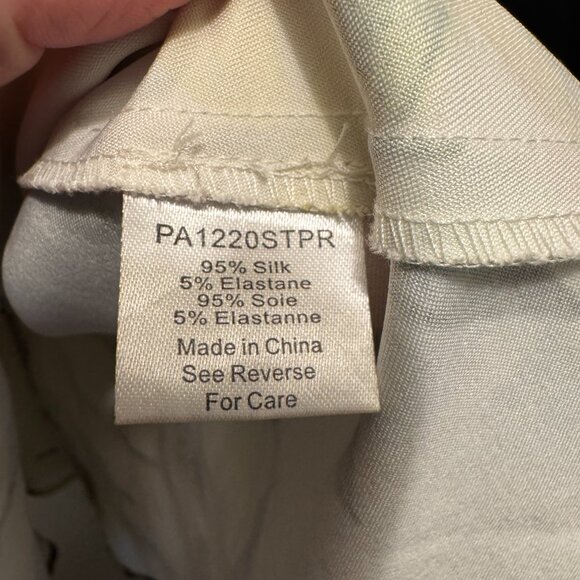 PA1220STPR
95% Silk
5% Elastane
95% Soie
5% Elastanne
Made in China
See Reverse
For Care